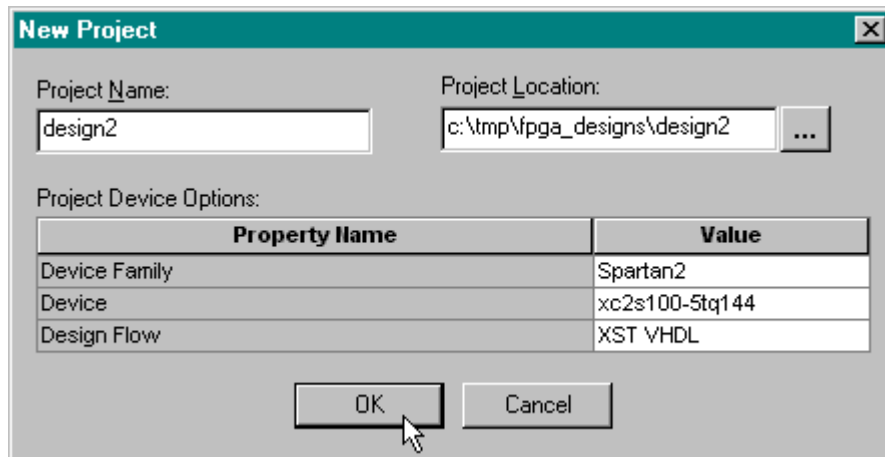 New Project
Project Name:
Project Location:
design2
c:\tmp\fpga_designs\design2
...
Project Device Options:
Property Name Value
Device Family Spartan2
Device xc2s100-5tq144
Design Flow XST VHDL
OK Cancel